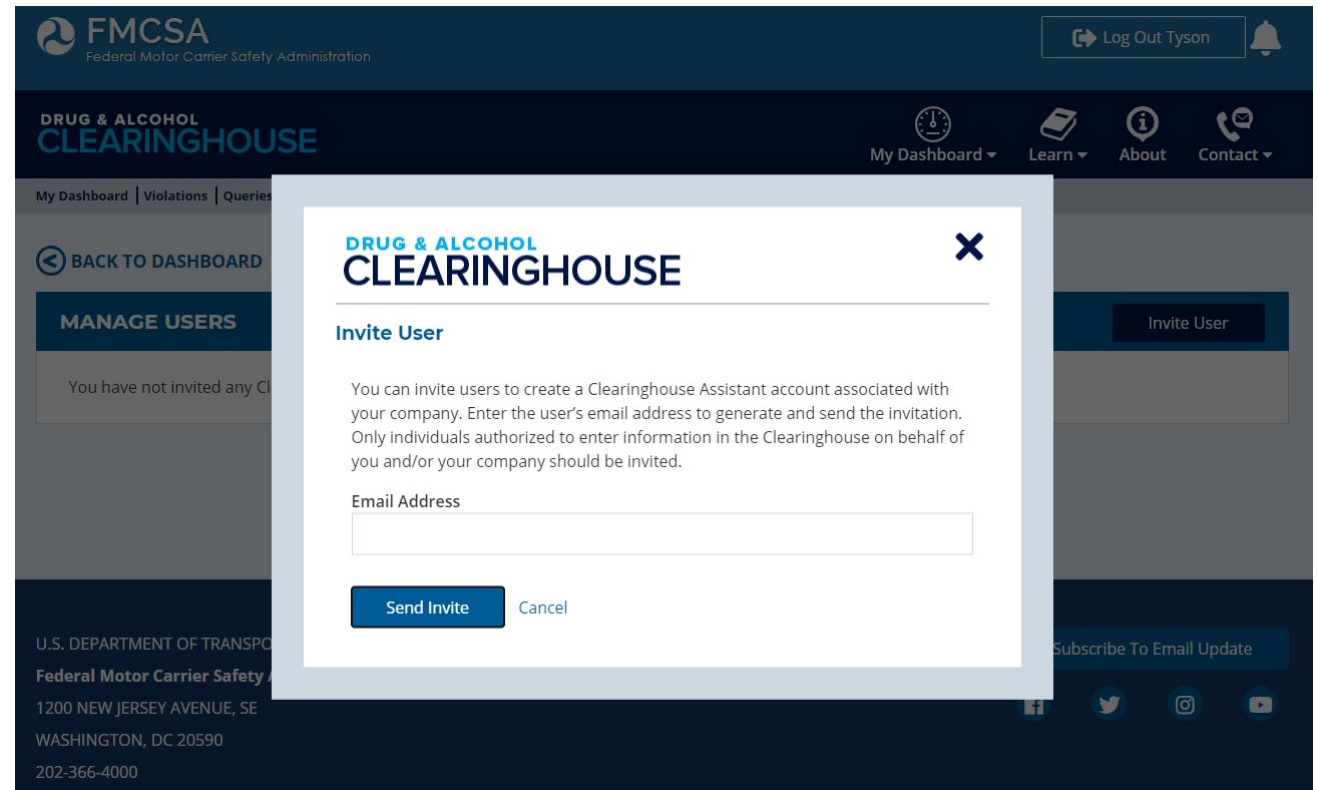 FMCSA
Federal Motor Carrier Safety Administration
Log Out Tyson
DRUG & ALCOHOL
CLEARINGHOUSE
My Dashboard
Learn
About
Contact
My Dashboard | Violations | Queries
BACK TO DASHBOARD
MANAGE USERS
Invite User
You have not invited any Cl
DRUG & ALCOHOL
CLEARINGHOUSE
Invite User
You can invite users to create a Clearinghouse Assistant account associated with
your company. Enter the user's email address to generate and send the invitation.
Only individuals authorized to enter information in the Clearinghouse on behalf of
you and/or your company should be invited.
Email Address
Send Invite
Cancel
U.S. DEPARTMENT OF TRANSPO
Federal Motor Carrier Safety
1200 NEW JERSEY AVENUE, SE
WASHINGTON, DC 20590
202-366-4000
Subscribe To Email Update